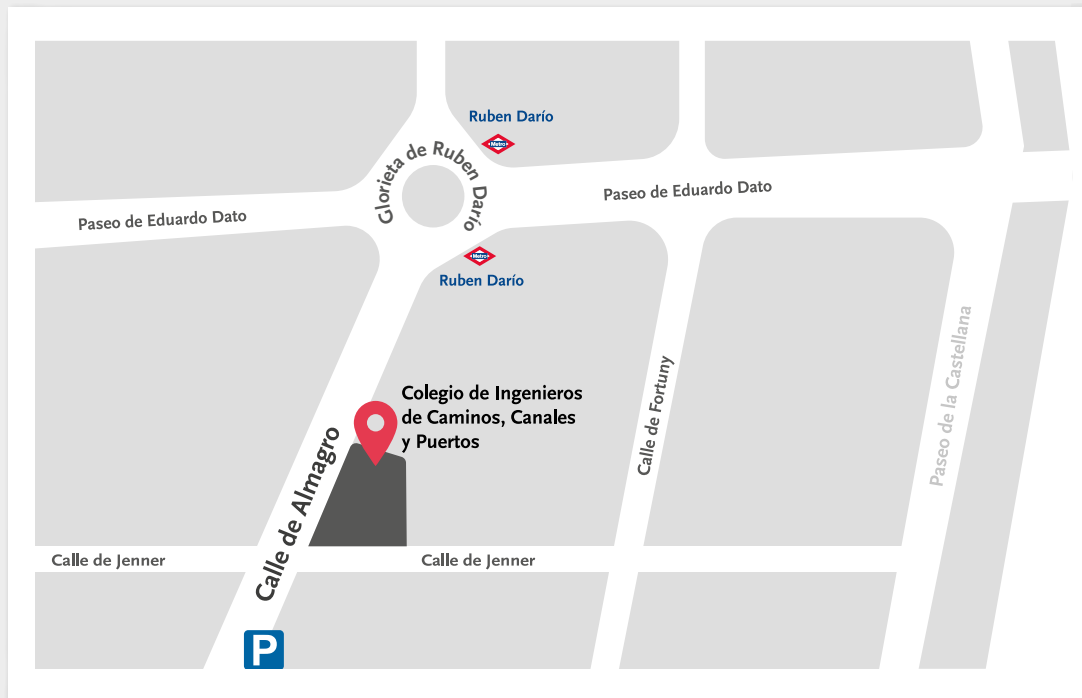 Ruben Darío
Metro
Glorieta de Ruben Darío
Paseo de Eduardo Dato
Paseo de Eduardo Dato
Metro
Ruben Darío
Paseo de la Castellana
Calle de Fortuny
Colegio de Ingenieros
de Caminos, Canales
y Puertos
Calle de Almagro
Calle de Jenner
Calle de Jenner
P